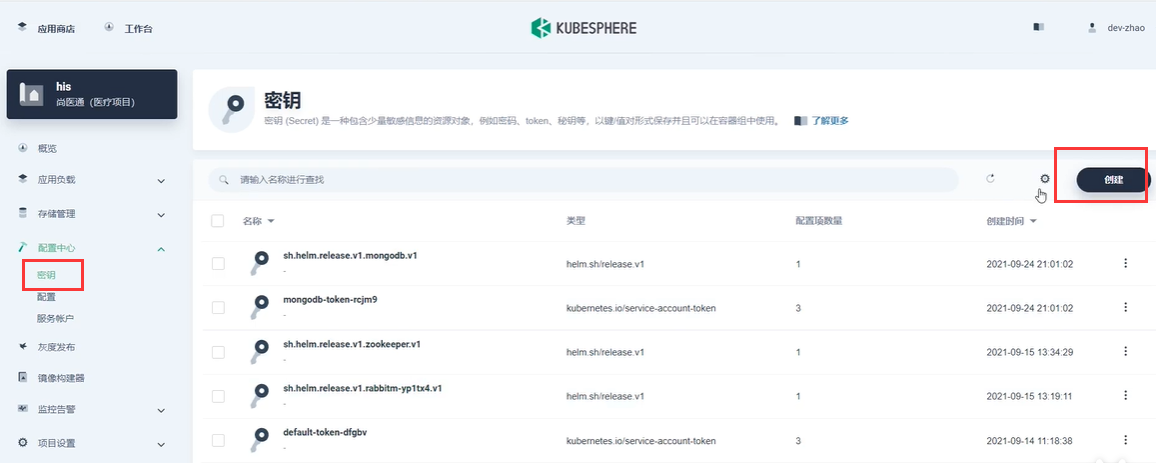 应用商店 工作台 KUBESPHERE dev-zhao
his
尚医通（医疗项目）
概览
应用负载
存储管理
配置中心
密钥
配置
服务帐户
灰度发布
镜像构建器
监控告警
项目设置
密钥
密钥 (Secret) 是一种包含少量敏感信息的资源对象，例如密码、token、秘钥等，以键/值对形式保存并且可以在容器组中使用。 了解更多
请输入名称进行查找 创建
名称 类型 配置项数量 创建时间
sh.helm.release.v1.mongodb.v1
- helm.sh/release.v1 1 2021-09-24 21:01:02
mongodb-token-rcjm9
- kubernetes.io/service-account-token 3 2021-09-24 21:01:02
sh.helm.release.v1.zookeeper.v1
- helm.sh/release.v1 1 2021-09-15 13:34:29
sh.helm.release.v1.rabbitm-yp1tx4.v1
- helm.sh/release.v1 1 2021-09-15 13:19:11
default-token-dfgbv
- kubernetes.io/service-account-token 3 2021-09-14 11:18:38